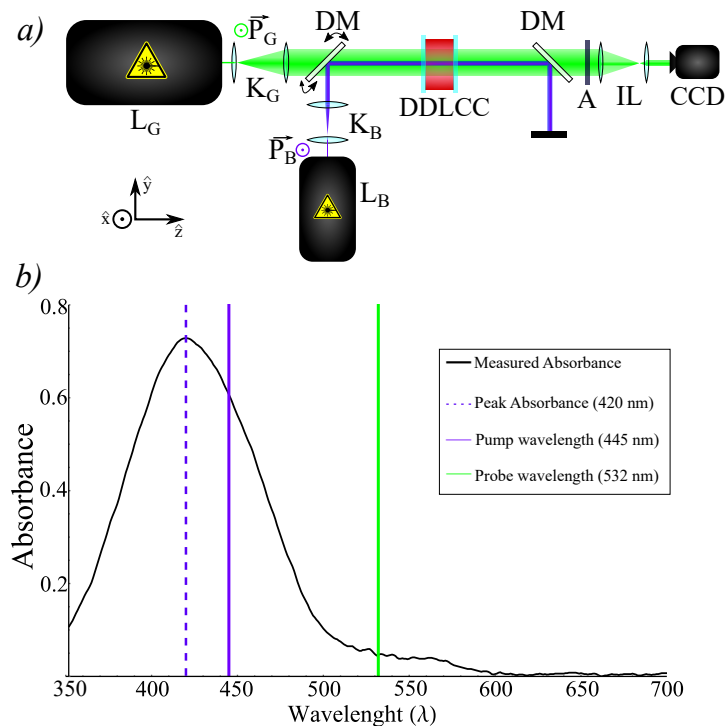 a)
P_G
DM
DM
K_G
DDLCC
A
IL
CCD
L_G
K_B
P_B
L_B
ŷ
x̂
ẑ
b)
0.8
0.6
0.4
0.2
Absorbance
350
400
450
500
550
600
650
700
Wavelenght (λ)
Measured Absorbance
Peak Absorbance (420 nm)
Pump wavelength (445 nm)
Probe wavelength (532 nm)